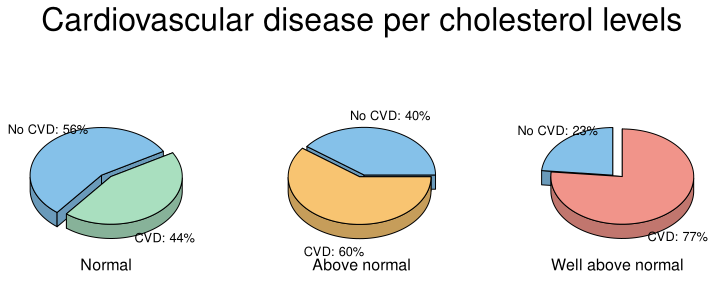 Cardiovascular disease per cholesterol levels
No CVD: 56%
CVD: 44%
Normal
No CVD: 40%
CVD: 60%
Above normal
No CVD: 23%
CVD: 77%
Well above normal